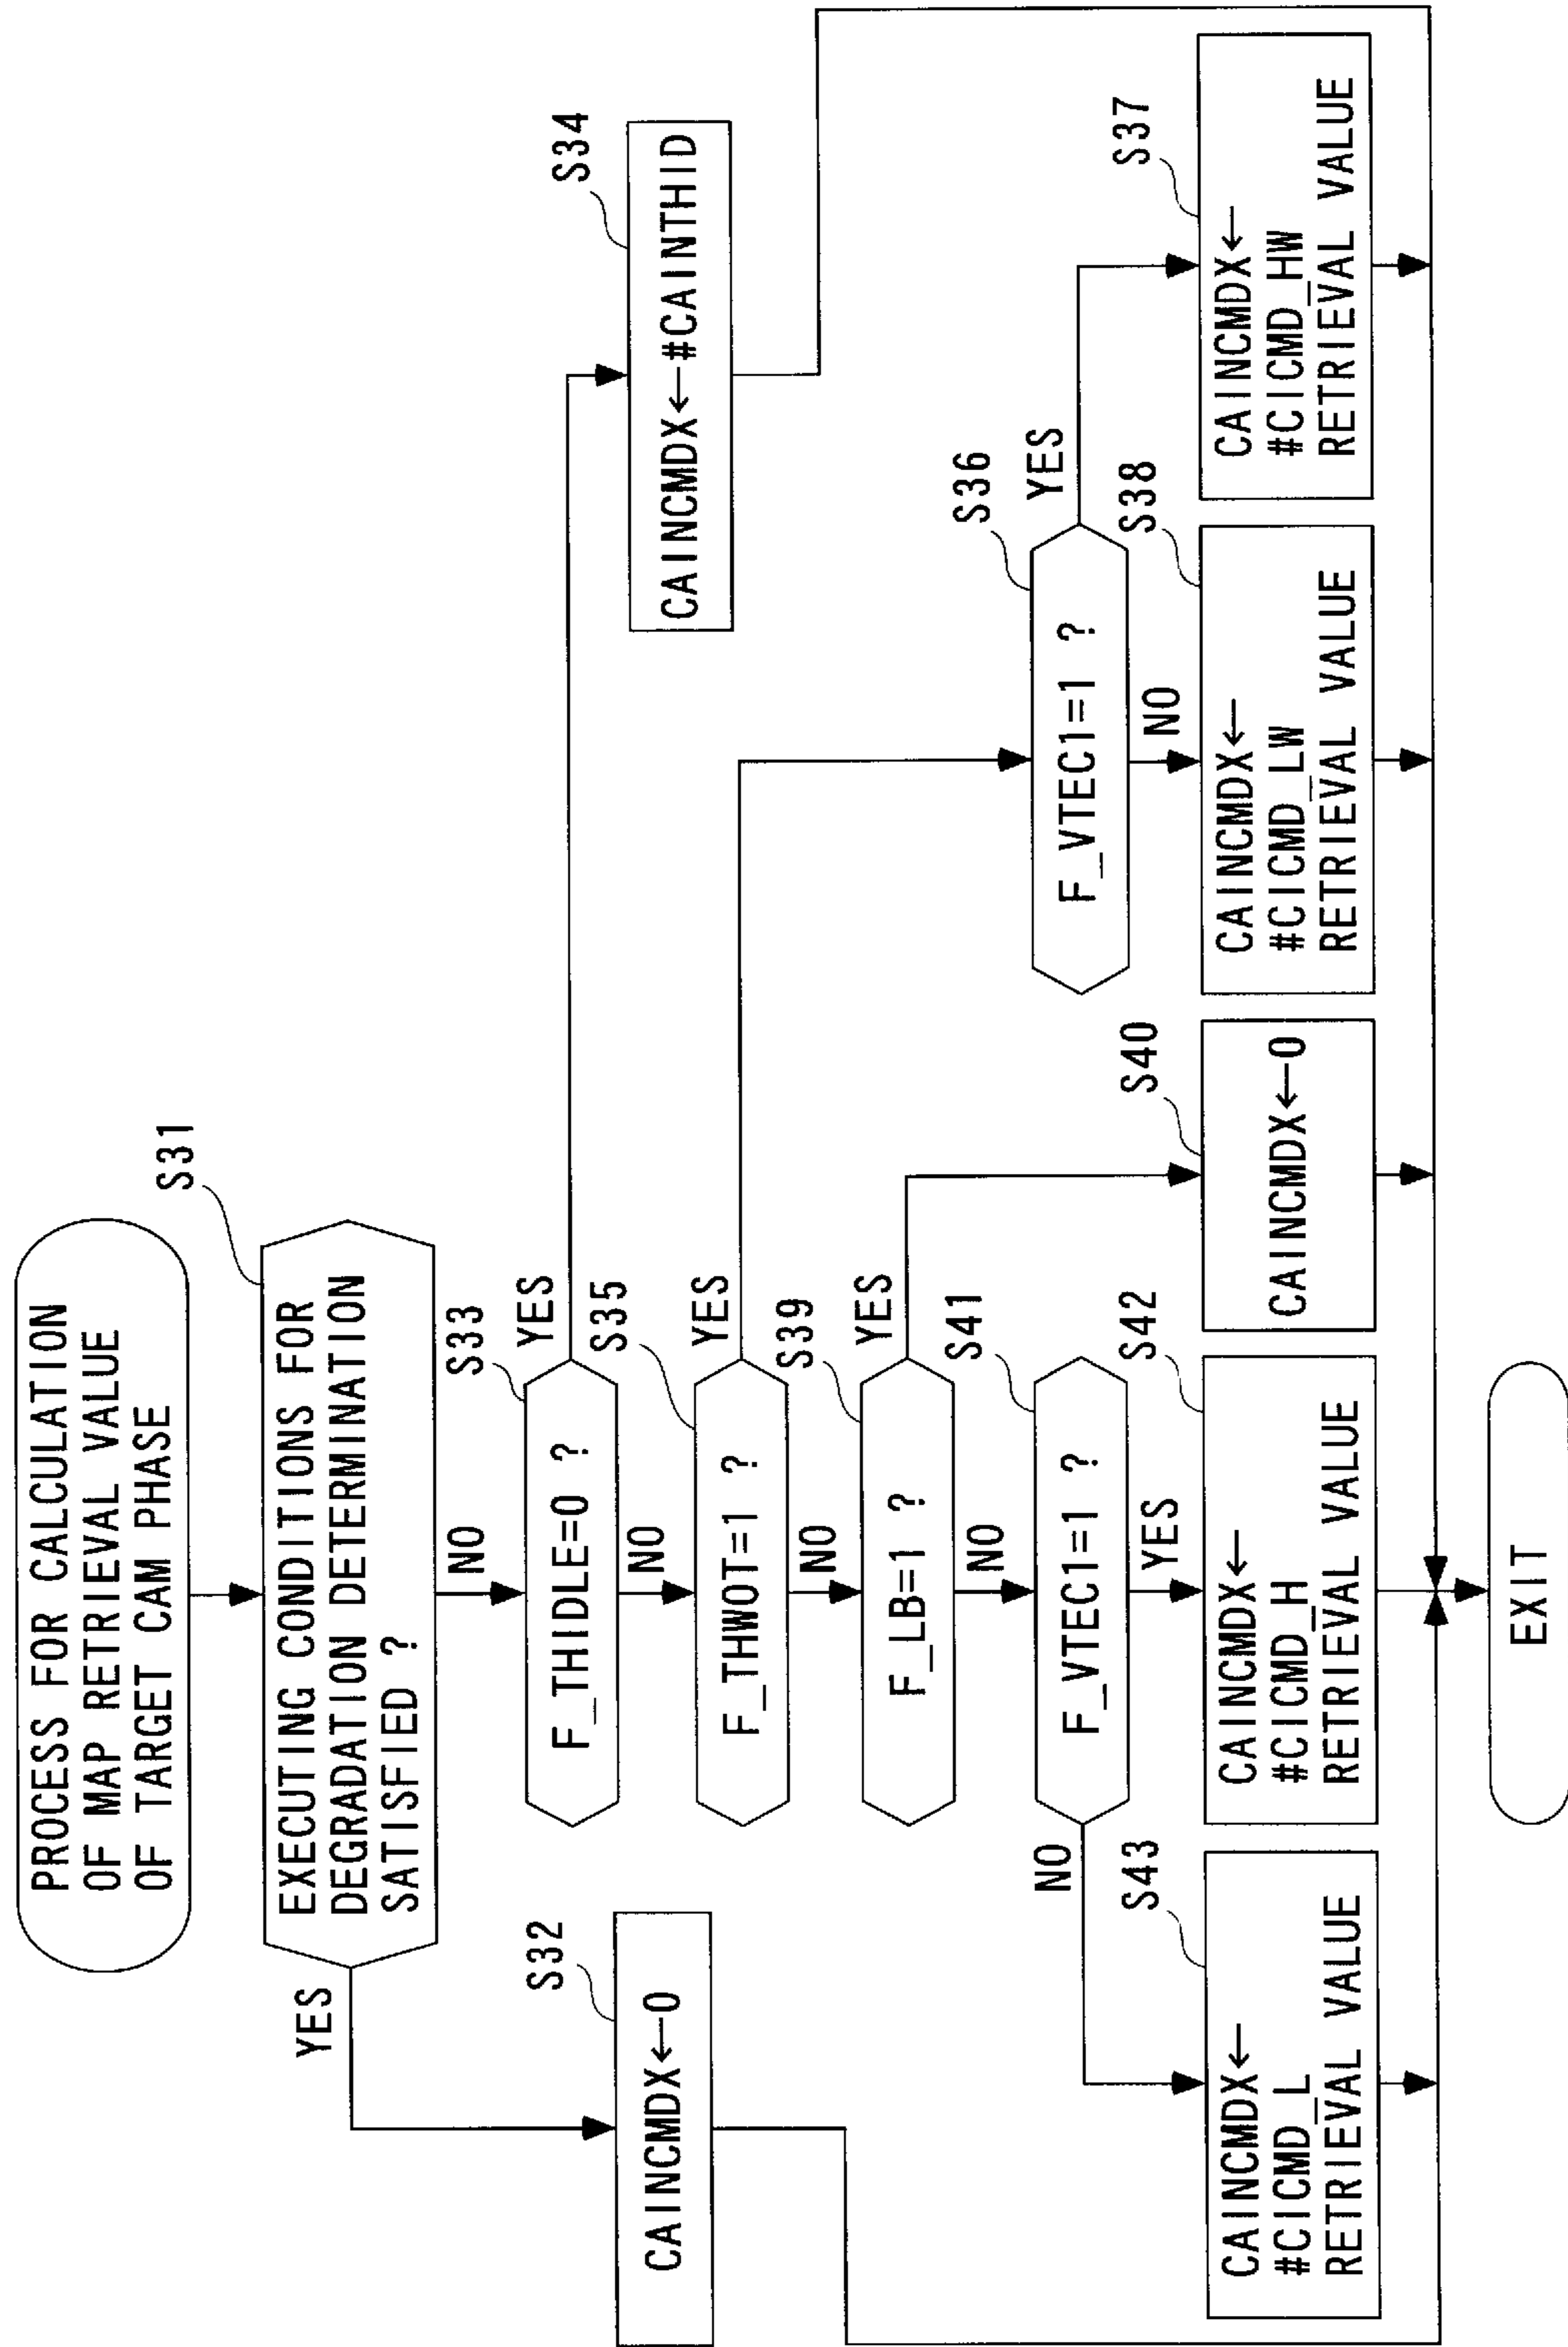 PROCESS FOR CALCULATION
OF MAP RETRIEVAL VALUE
OF TARGET CAM PHASE
S31
EXECUTING CONDITIONS FOR
DEGRADATION DETERMINATION
SATISFIED ?
YES
NO
S32
CAINCMDX←0
S33
F_THIDLE=0 ?
YES
NO
S34
CAINCMDX←#CAINTHID
S35
F_THWOT=1 ?
YES
NO
S36
F_VTEC1=1 ?
YES
NO
S39
F_LB=1 ?
YES
NO
S41
F_VTEC1=1 ?
NO
YES
S43
CAINCMDX←
#CICMD_L
RETRIEVAL VALUE
S42
CAINCMDX←
#CICMD_H
RETRIEVAL VALUE
S40
CAINCMDX←0
S38
CAINCMDX←
#CICMD_LW
RETRIEVAL VALUE
S37
CAINCMDX←
#CICMD_HW
RETRIEVAL VALUE
EXIT